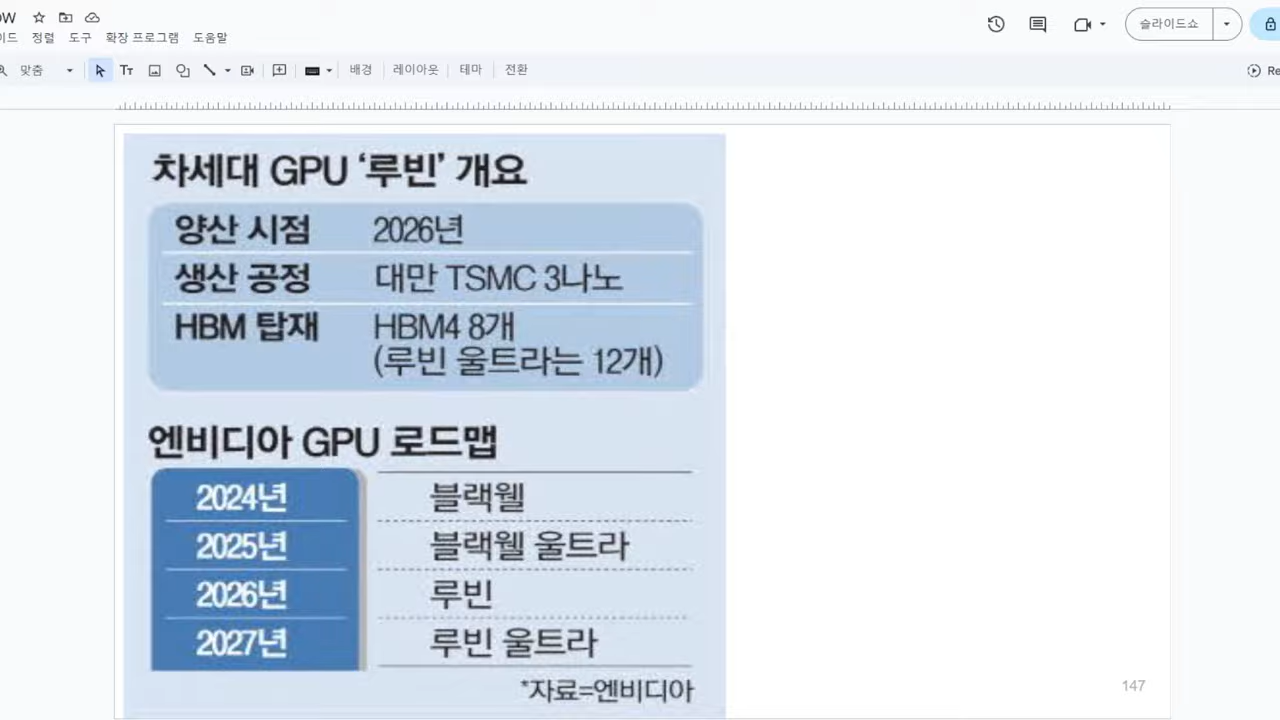 이드 정렬 도구 확장 프로그램 도움말
슬라이드쇼
맞춤 배경 레이아웃 테마 전환
차세대 GPU ‘루빈’ 개요
양산 시점 2026년
생산 공정 대만 TSMC 3나노
HBM 탑재 HBM4 8개
(루빈 울트라는 12개)
엔비디아 GPU 로드맵
2024년 블랙웰
2025년 블랙웰 울트라
2026년 루빈
2027년 루빈 울트라
*자료=엔비디아
147